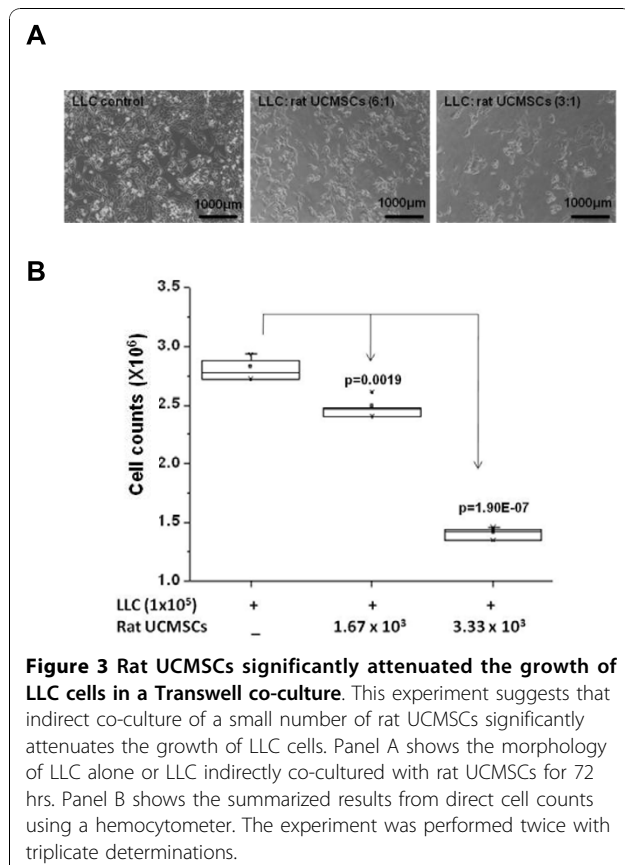 A
LLC control
LLC: rat UCMSCs (6:1)
LLC: rat UCMSCs (3:1)
1000µm
1000µm
1000µm
B
3.5
3.0
2.5
2.0
1.5
1.0
Cell counts (X10⁶)
p=0.0019
p=1.90E-07
LLC (1x10⁵) + + +
Rat UCMSCs _ 1.67 x 10³ 3.33 x 10³
Figure 3 Rat UCMSCs significantly attenuated the growth of
LLC cells in a Transwell co-culture. This experiment suggests that
indirect co-culture of a small number of rat UCMSCs significantly
attenuates the growth of LLC cells. Panel A shows the morphology
of LLC alone or LLC indirectly co-cultured with rat UCMSCs for 72
hrs. Panel B shows the summarized results from direct cell counts
using a hemocytometer. The experiment was performed twice with
triplicate determinations.